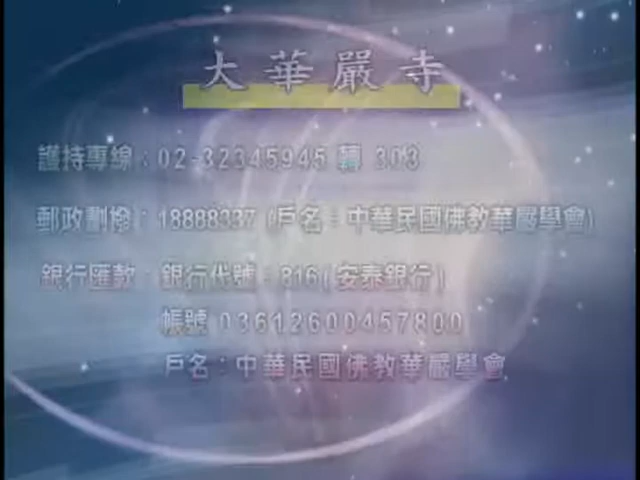 大華嚴寺
護持專線：02-32345945 轉 303
郵政劃撥：18888337 (戶名：中華民國佛教華嚴學會)
銀行匯款：銀行代號：816(安泰銀行)
帳號 03612600457800
戶名：中華民國佛教華嚴學會